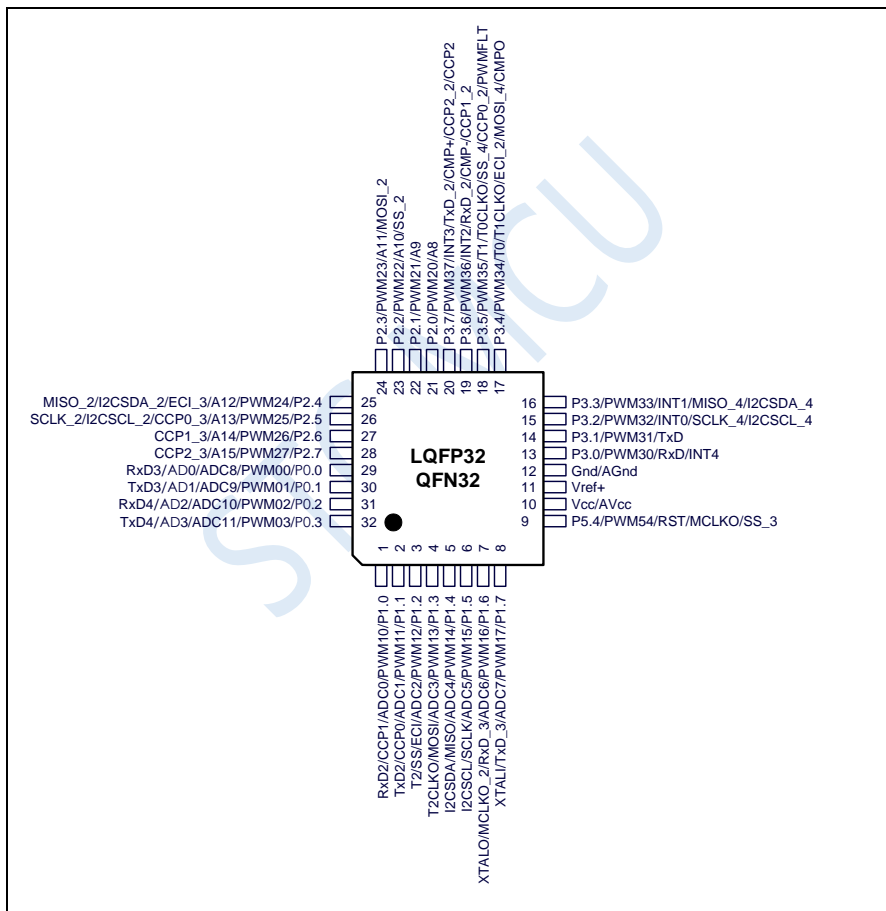 P2.3/PWM23/A11/MOSI_2
P2.2/PWM22/A10/SS_2
P2.1/PWM21/A9
P2.0/PWM20/A8
P3.7/PWM37/INT3/TxD_2/CMP+/CCP2_2/CCP2
P3.6/PWM36/INT2/RxD_2/CMP-/CCP1_2
P3.5/PWM35/T1/T0CLKO/SS_4/CCP0_2/PWMFLT
P3.4/PWM34/T0/T1CLKO/ECI_2/MOSI_4/CMPO
24 23 22 21 20 19 18 17
MISO_2/I2CSDA_2/ECI_3/A12/PWM24/P2.4 25
SCLK_2/I2CSCL_2/CCP0_3/A13/PWM25/P2.5 26
CCP1_3/A14/PWM26/P2.6 27
CCP2_3/A15/PWM27/P2.7 28
RxD3/AD0/ADC8/PWM00/P0.0 29
TxD3/AD1/ADC9/PWM01/P0.1 30
RxD4/AD2/ADC10/PWM02/P0.2 31
TxD4/AD3/ADC11/PWM03/P0.3 32
LQFP32
QFN32
16 P3.3/PWM33/INT1/MISO_4/I2CSDA_4
15 P3.2/PWM32/INT0/SCLK_4/I2CSCL_4
14 P3.1/PWM31/TxD
13 P3.0/PWM30/RxD/INT4
12 Gnd/AGnd
11 Vref+
10 Vcc/AVcc
9 P5.4/PWM54/RST/MCLKO/SS_3
1 2 3 4 5 6 7 8
RxD2/CCP1/ADC0/PWM10/P1.0
TxD2/CCP0/ADC1/PWM11/P1.1
T2/SS/ECI/ADC2/PWM12/P1.2
T2CLKO/MOSI/ADC3/PWM13/P1.3
I2CSDA/MISO/ADC4/PWM14/P1.4
I2CSCL/SCLK/ADC5/PWM15/P1.5
XTALO/MCLKO_2/RxD_3/ADC6/PWM16/P1.6
XTALI/TxD_3/ADC7/PWM17/P1.7
STCMCU